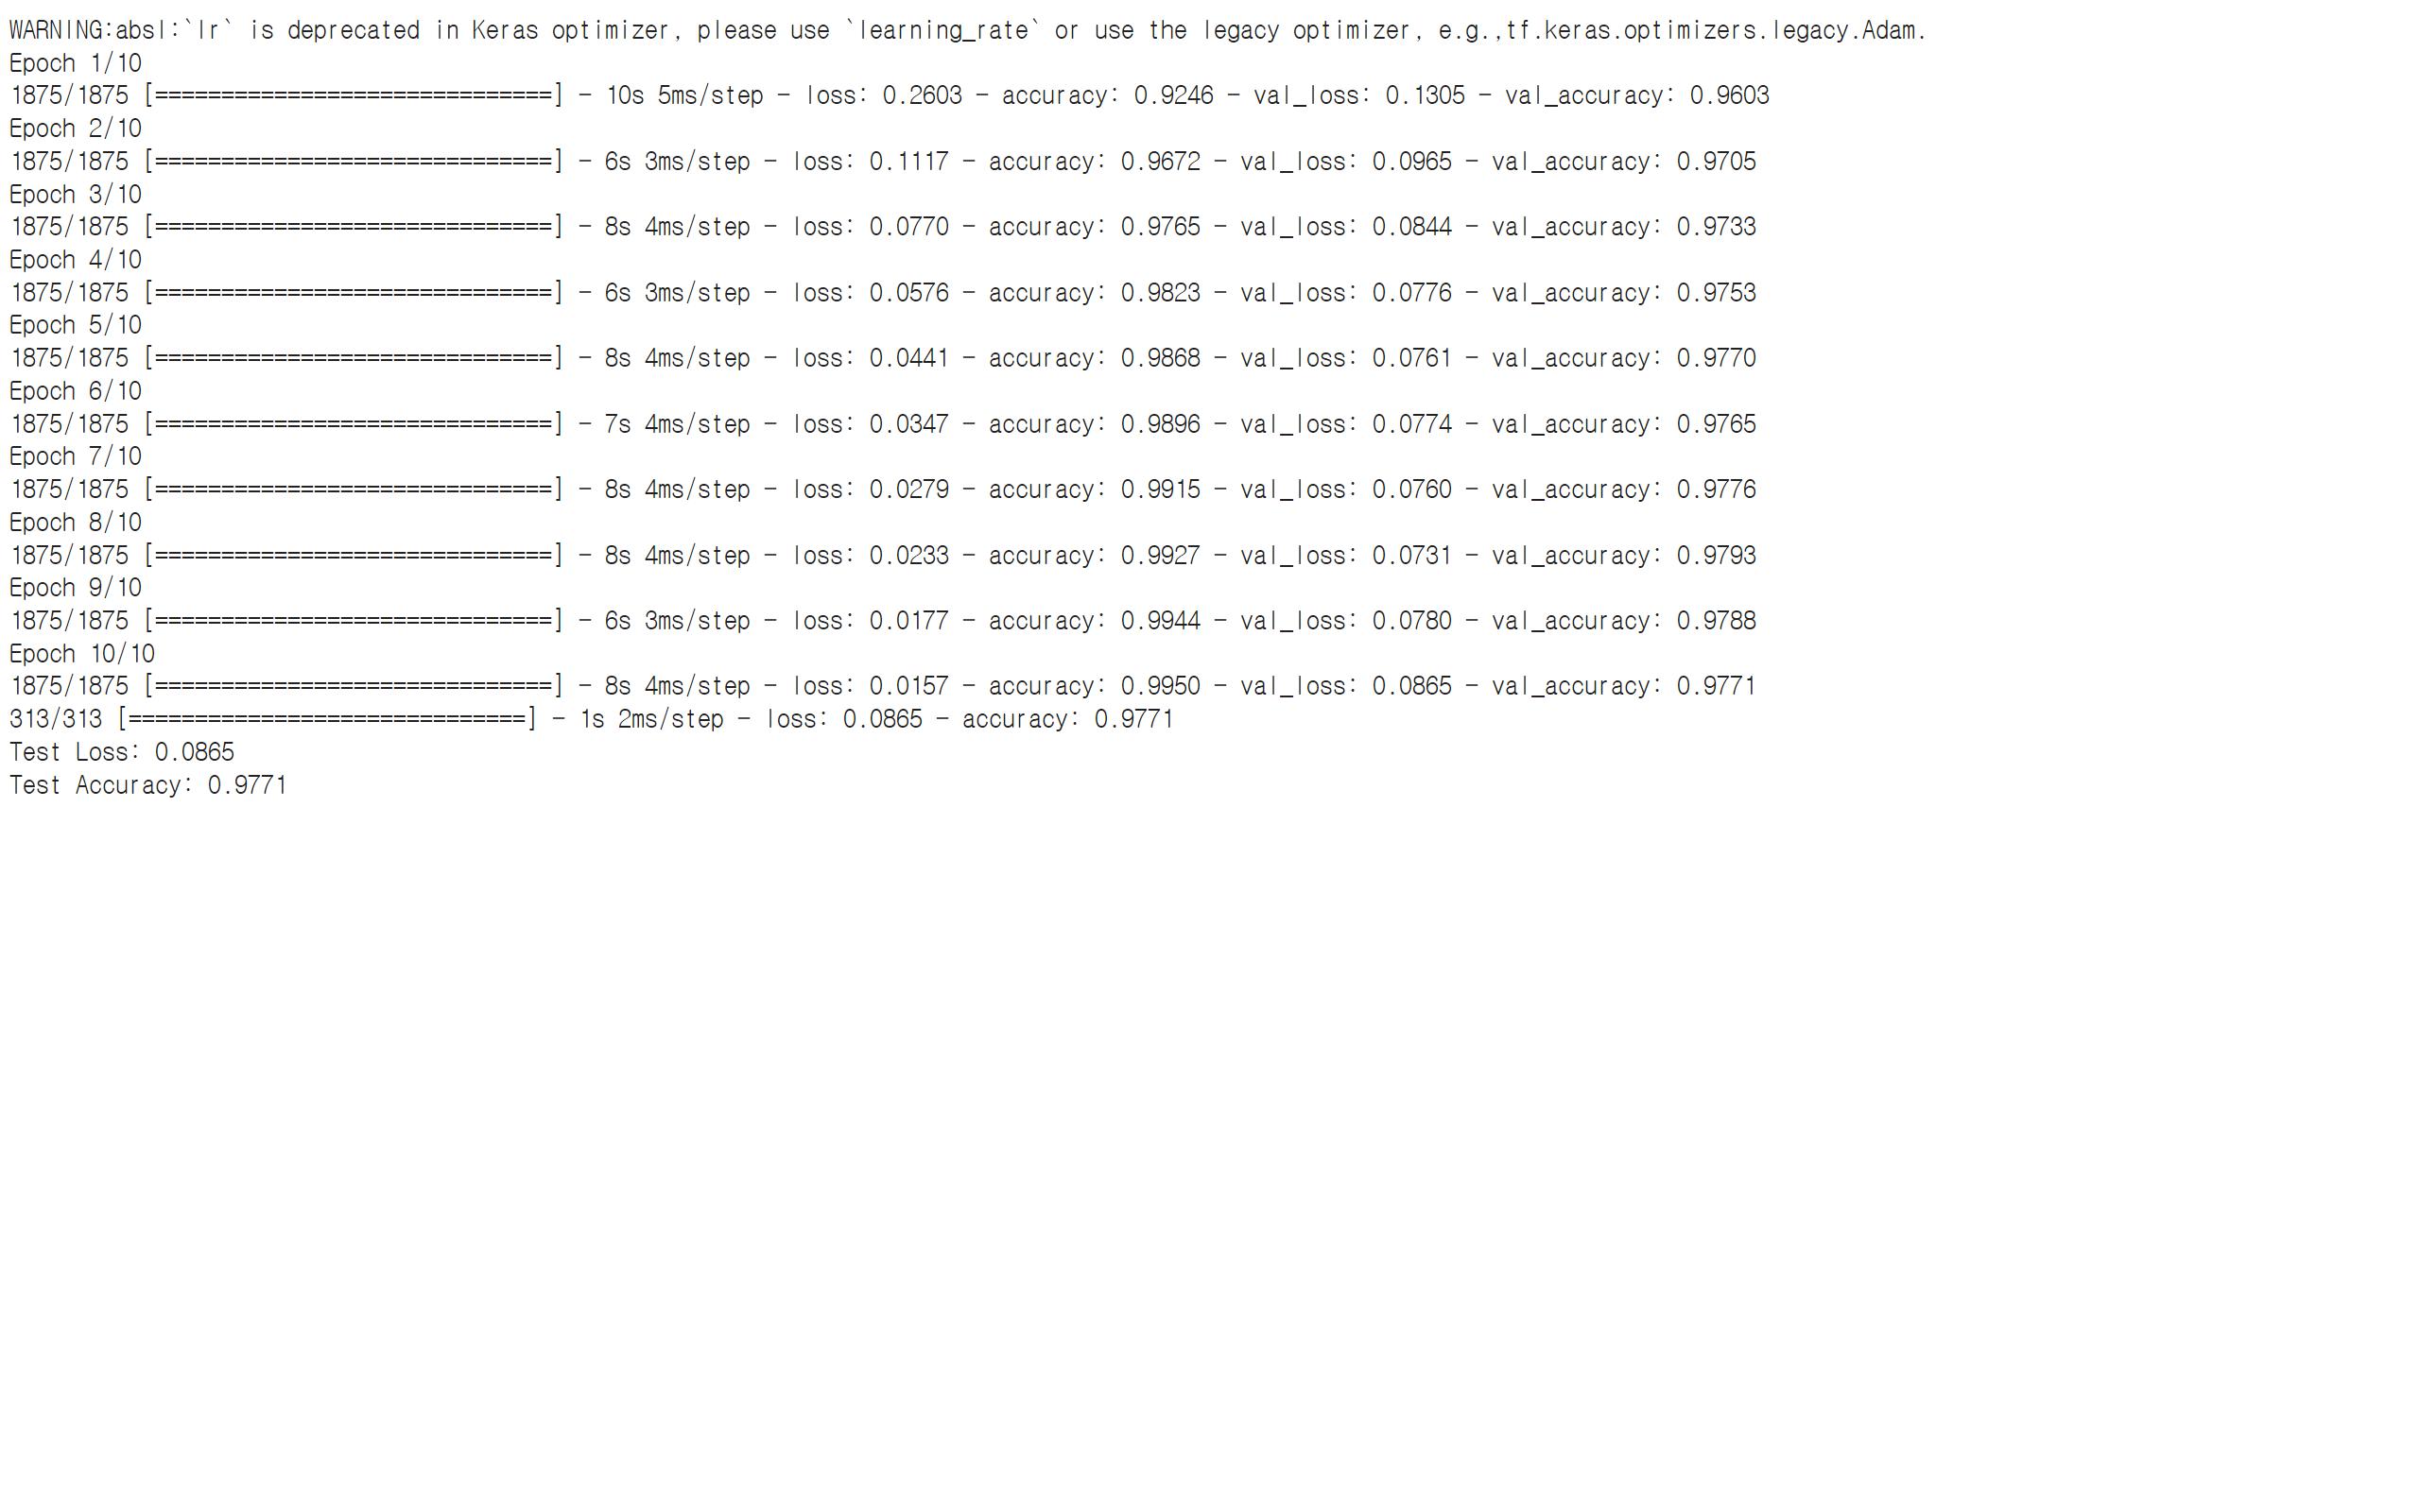 WARNING:absl:`lr` is deprecated in Keras optimizer, please use `learning_rate` or use the legacy optimizer, e.g.,tf.keras.optimizers.legacy.Adam.
Epoch 1/10
1875/1875 [==============================] - 10s 5ms/step - loss: 0.2603 - accuracy: 0.9246 - val_loss: 0.1305 - val_accuracy: 0.9603
Epoch 2/10
1875/1875 [==============================] - 6s 3ms/step - loss: 0.1117 - accuracy: 0.9672 - val_loss: 0.0965 - val_accuracy: 0.9705
Epoch 3/10
1875/1875 [==============================] - 8s 4ms/step - loss: 0.0770 - accuracy: 0.9765 - val_loss: 0.0844 - val_accuracy: 0.9733
Epoch 4/10
1875/1875 [==============================] - 6s 3ms/step - loss: 0.0576 - accuracy: 0.9823 - val_loss: 0.0776 - val_accuracy: 0.9753
Epoch 5/10
1875/1875 [==============================] - 8s 4ms/step - loss: 0.0441 - accuracy: 0.9868 - val_loss: 0.0761 - val_accuracy: 0.9770
Epoch 6/10
1875/1875 [==============================] - 7s 4ms/step - loss: 0.0347 - accuracy: 0.9896 - val_loss: 0.0774 - val_accuracy: 0.9765
Epoch 7/10
1875/1875 [==============================] - 8s 4ms/step - loss: 0.0279 - accuracy: 0.9915 - val_loss: 0.0760 - val_accuracy: 0.9776
Epoch 8/10
1875/1875 [==============================] - 8s 4ms/step - loss: 0.0233 - accuracy: 0.9927 - val_loss: 0.0731 - val_accuracy: 0.9793
Epoch 9/10
1875/1875 [==============================] - 6s 3ms/step - loss: 0.0177 - accuracy: 0.9944 - val_loss: 0.0780 - val_accuracy: 0.9788
Epoch 10/10
1875/1875 [==============================] - 8s 4ms/step - loss: 0.0157 - accuracy: 0.9950 - val_loss: 0.0865 - val_accuracy: 0.9771
313/313 [==============================] - 1s 2ms/step - loss: 0.0865 - accuracy: 0.9771
Test Loss: 0.0865
Test Accuracy: 0.9771